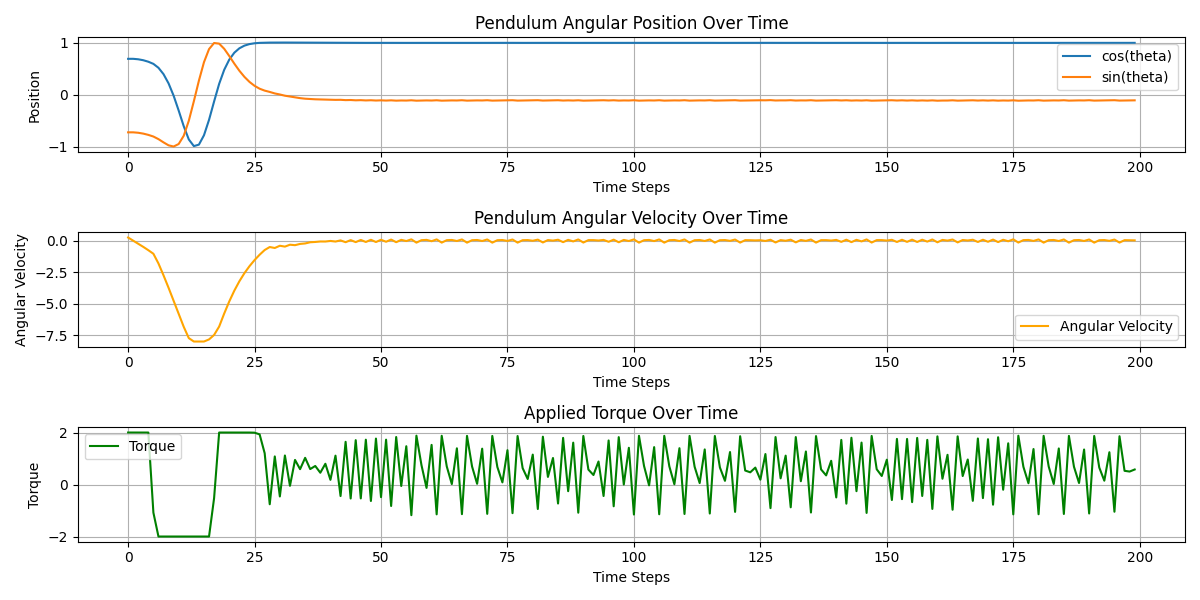 Pendulum Angular Position Over Time
1
0
−1
Position
cos(theta)
sin(theta)
0 25 50 75 100 125 150 175 200
Time Steps
Pendulum Angular Velocity Over Time
0.0
−2.5
−5.0
−7.5
Angular Velocity
Angular Velocity
0 25 50 75 100 125 150 175 200
Time Steps
Applied Torque Over Time
2
0
−2
Torque
Torque
0 25 50 75 100 125 150 175 200
Time Steps